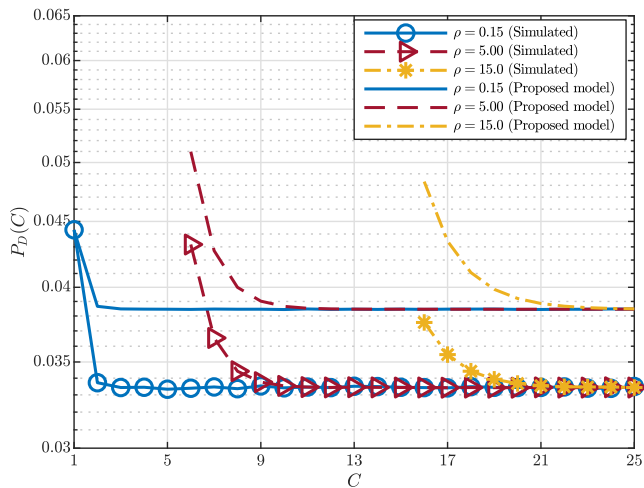 0.065
0.06
0.055
0.05
0.045
0.04
0.035
0.03
P_D(C)
ρ = 0.15 (Simulated)
ρ = 5.00 (Simulated)
ρ = 15.0 (Simulated)
ρ = 0.15 (Proposed model)
ρ = 5.00 (Proposed model)
ρ = 15.0 (Proposed model)
1 5 9 13 17 21 25
C